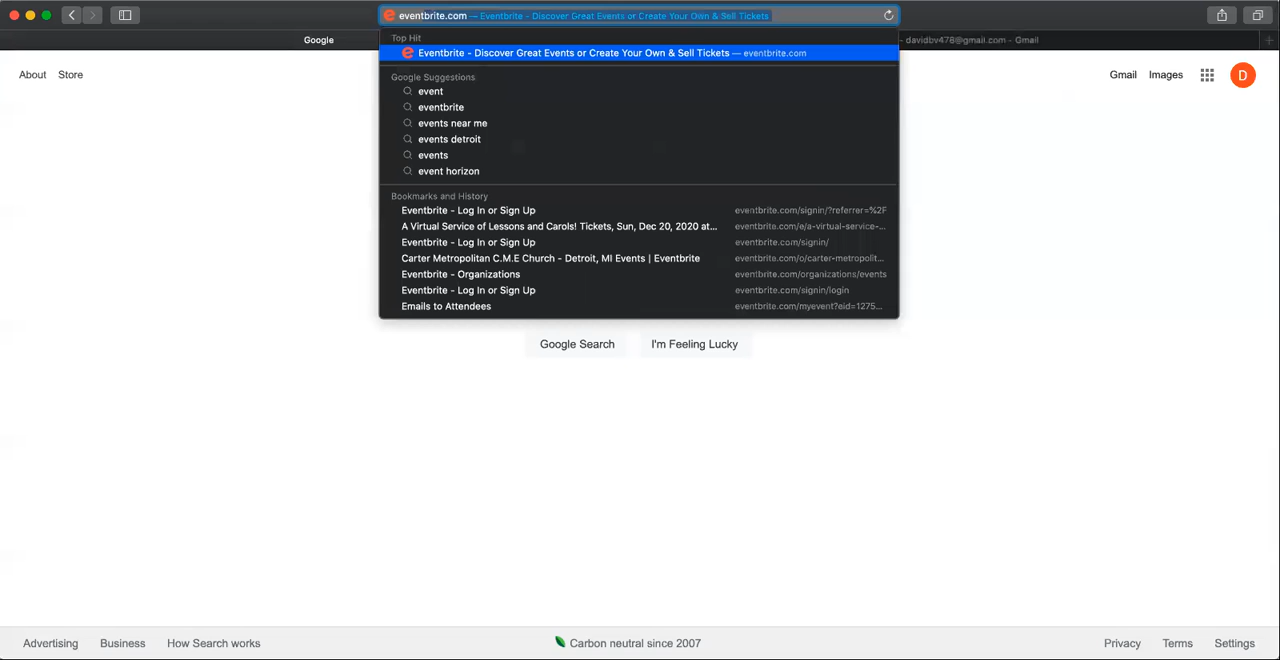 eventbrite.com — Eventbrite - Discover Great Events or Create Your Own & Sell Tickets
Google
davidbv478@gmail.com - Gmail
Top Hit
Eventbrite - Discover Great Events or Create Your Own & Sell Tickets — eventbrite.com
About Store
Gmail Images D
Google Suggestions
event
eventbrite
events near me
events detroit
events
event horizon
Bookmarks and History
Eventbrite - Log In or Sign Up eventbrite.com/signin/?referrer=%2F
A Virtual Service of Lessons and Carols! Tickets, Sun, Dec 20, 2020 at... eventbrite.com/e/a-virtual-service-...
Eventbrite - Log In or Sign Up eventbrite.com/signin/
Carter Metropolitan C.M.E Church - Detroit, MI Events | Eventbrite eventbrite.com/o/carter-metropolit...
Eventbrite - Organizations eventbrite.com/organizations/events
Eventbrite - Log In or Sign Up eventbrite.com/signin/login
Emails to Attendees eventbrite.com/myevent?eid=1275...
Google Search I'm Feeling Lucky
Advertising Business How Search works Carbon neutral since 2007 Privacy Terms Settings